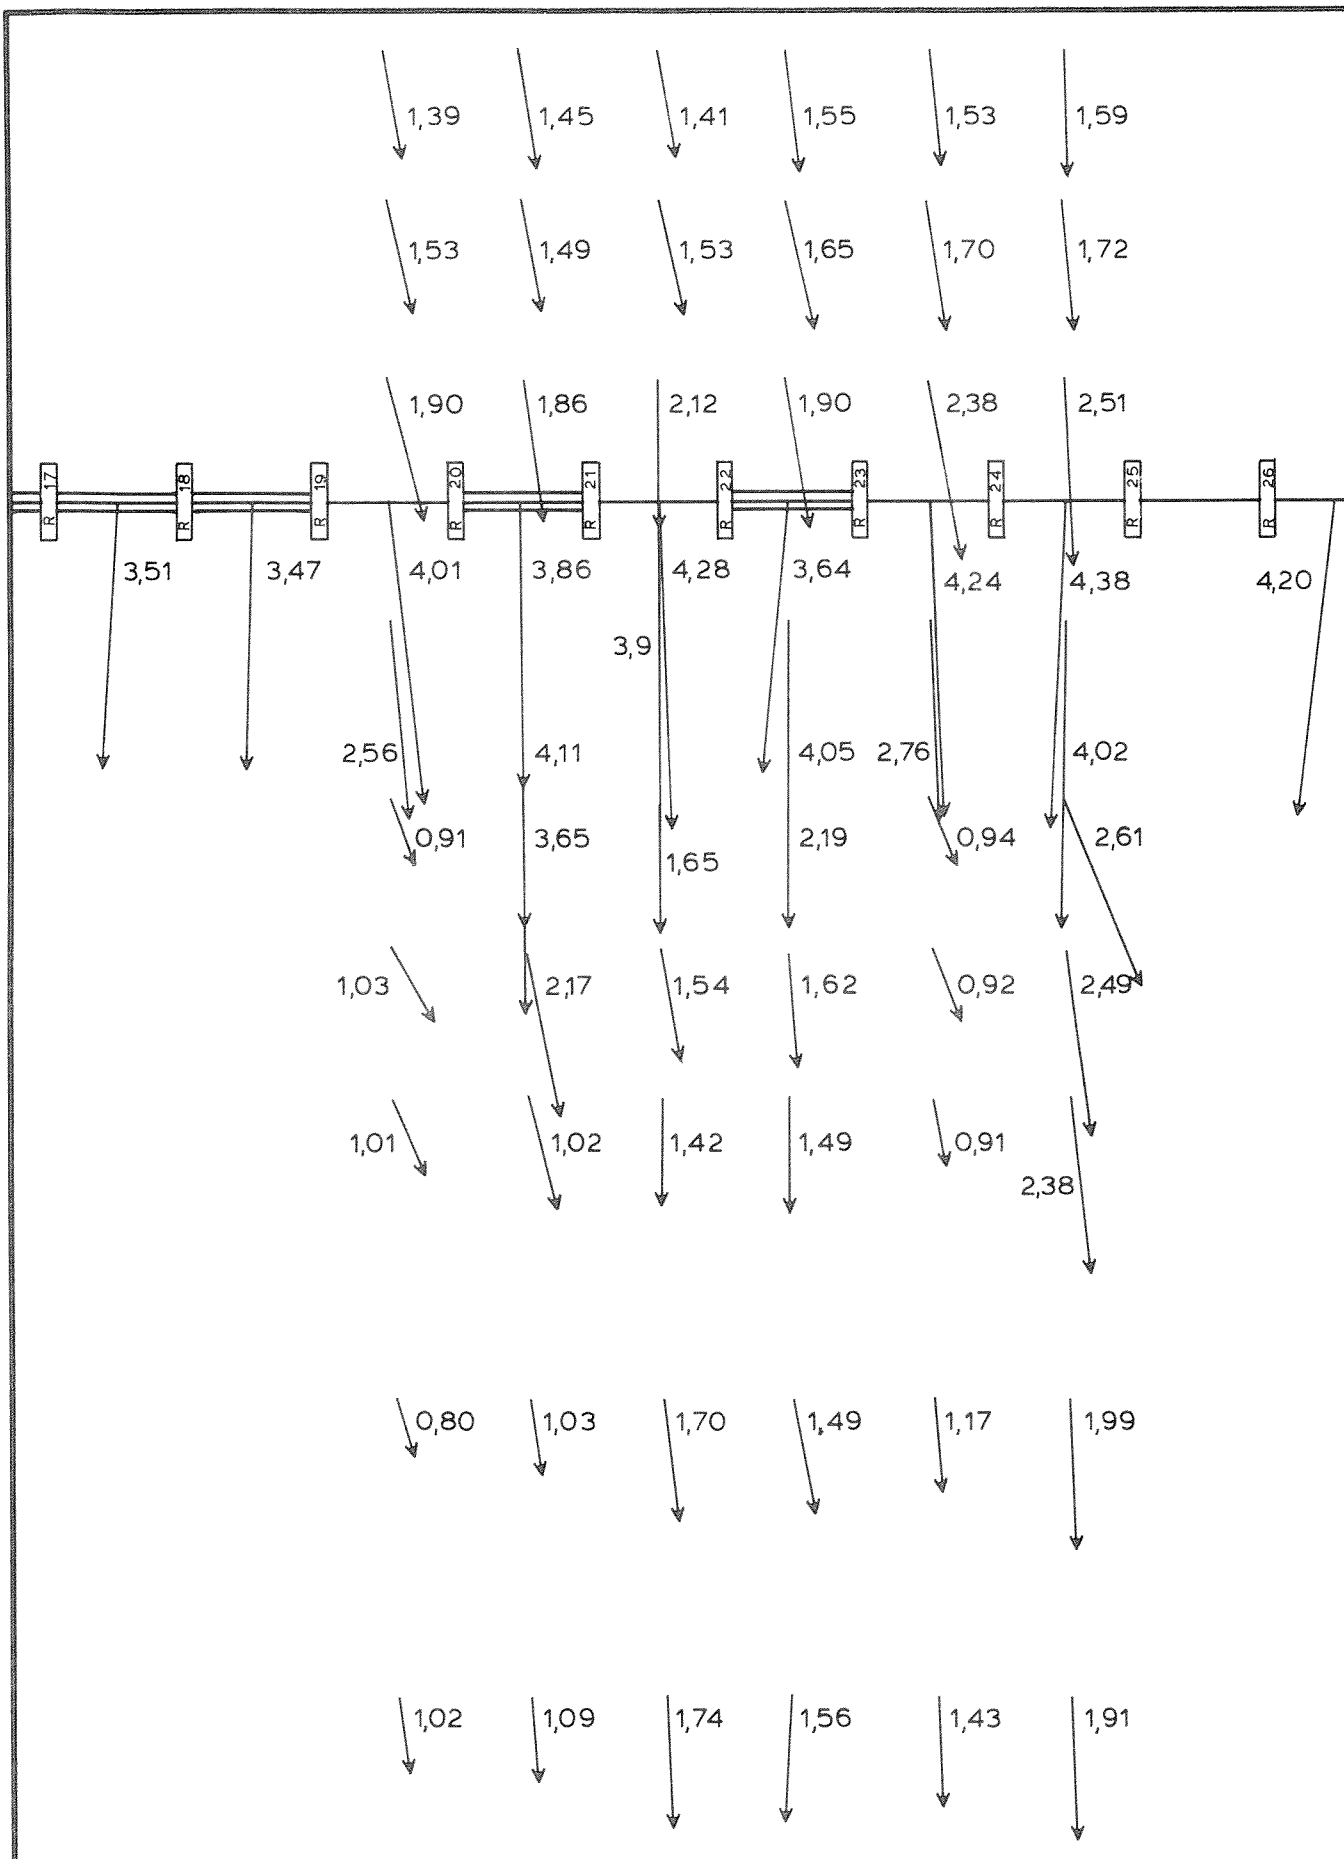 1,39 1,45 1,41 1,55 1,53 1,59
1,53 1,49 1,53 1,65 1,70 1,72
1,90 1,86 2,12 1,90 2,38 2,51
R 17 R 18 R 19 R 20 R 21 R 22 R 23 R 24 R 25 R 26
3,51 3,47 4,01 3,86 4,28 3,64 4,24 4,38 4,20
3,9
2,56 4,11 4,05 2,76 4,02
0,91 3,65 1,65 2,19 0,94 2,61
1,03 2,17 1,54 1,62 0,92 2,49
1,01 1,02 1,42 1,49 0,91
2,38
0,80 1,03 1,70 1,49 1,17 1,99
1,02 1,09 1,74 1,56 1,43 1,91